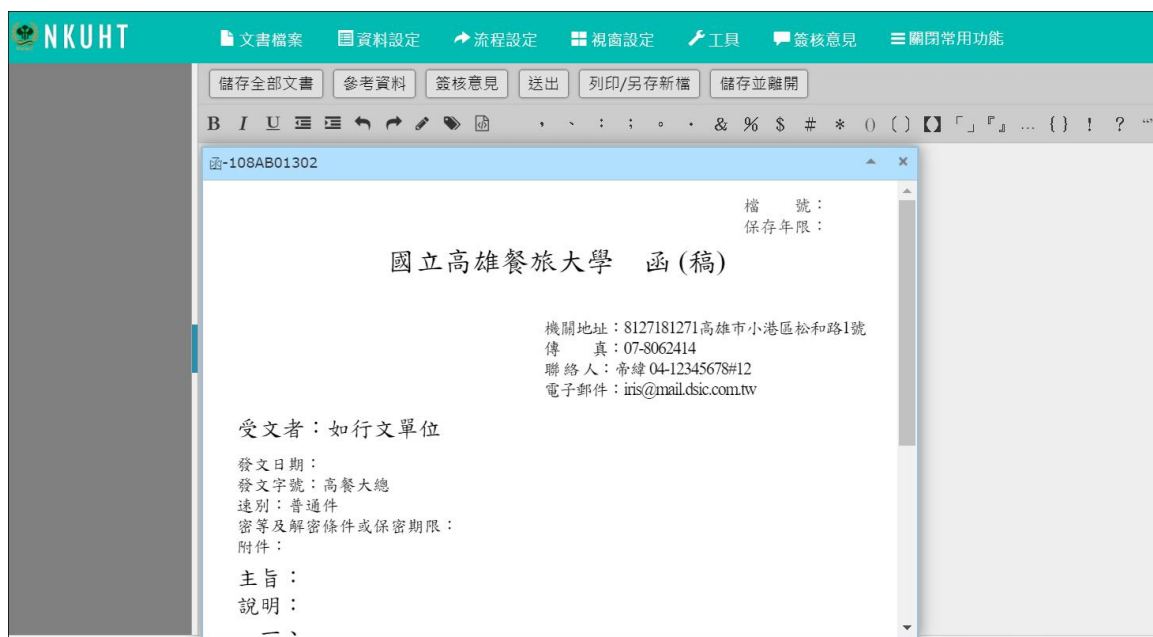 NKUHT
文書檔案 資料設定 流程設定 視窗設定 工具 簽核意見 關閉常用功能
儲存全部文書 參考資料 簽核意見 送出 列印/另存新檔 儲存並離開
B I U , 、 : ; 。 · & % $ # * () ( ) 【】 「」 『』 … { } ! ? “”
函-108AB01302
檔 號:
保存年限:
國立高雄餐旅大學 函(稿)
機關地址:8127181271高雄市小港區松和路1號
傳 真:07-8062414
聯絡人:帝緯 04-12345678#12
電子郵件:iris@mail.dsic.com.tw
受文者:如行文單位
發文日期:
發文字號:高餐大總
速別:普通件
密等及解密條件或保密期限:
附件:
主旨:
說明:
一、